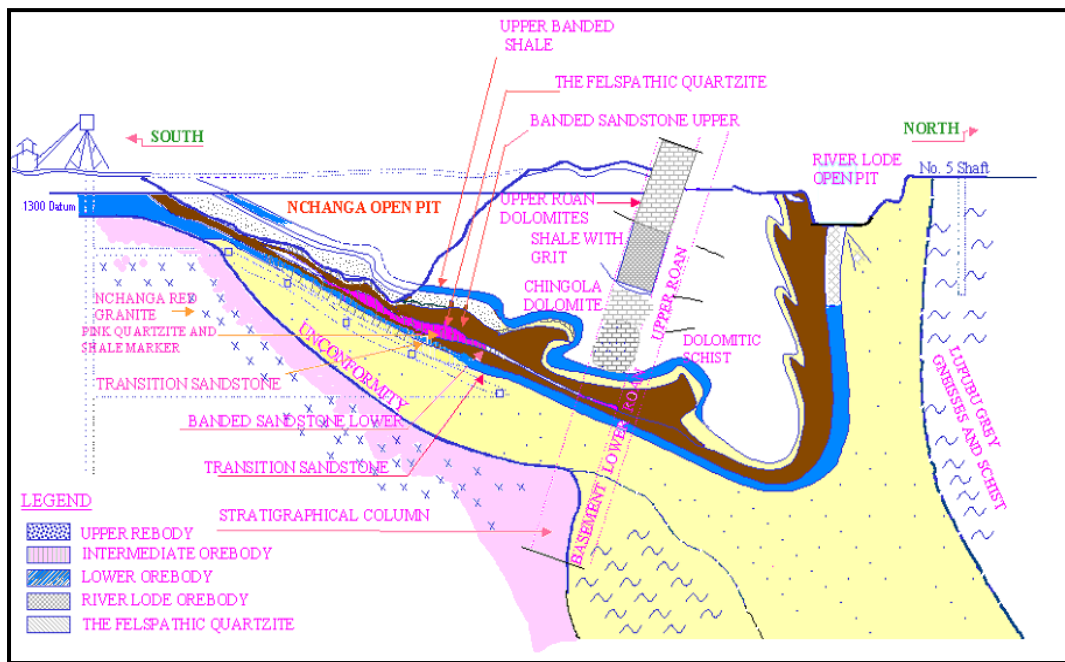 UPPER BANDED
SHALE
THE FELSPATHIC QUARTZITE
BANDED SANDSTONE UPPER
SOUTH
NORTH
RIVER LODE
OPEN PIT
No. 5 Shaft
1300 Datum
NCHANGA OPEN PIT
UPPER ROAN
DOLOMITES
SHALE WITH
GRIT
CHINGOLA
DOLOMITE
UPPER ROAN
DOLOMITIC
SCHIST
NCHANGA RED
GRANITE
PINK QUARTZITE AND
SHALE MARKER
UNCONFORMITY
TRANSITION SANDSTONE
BANDED SANDSTONE LOWER
TRANSITION SANDSTONE
LOWER ROAN
BASEMENT
LUFUBU GREY
GNEISSES AND SCHIST
STRATIGRAPHICAL COLUMN
LEGEND
UPPER REBODY
INTERMEDIATE OREBODY
LOWER OREBODY
RIVER LODE OREBODY
THE FELSPATHIC QUARTZITE